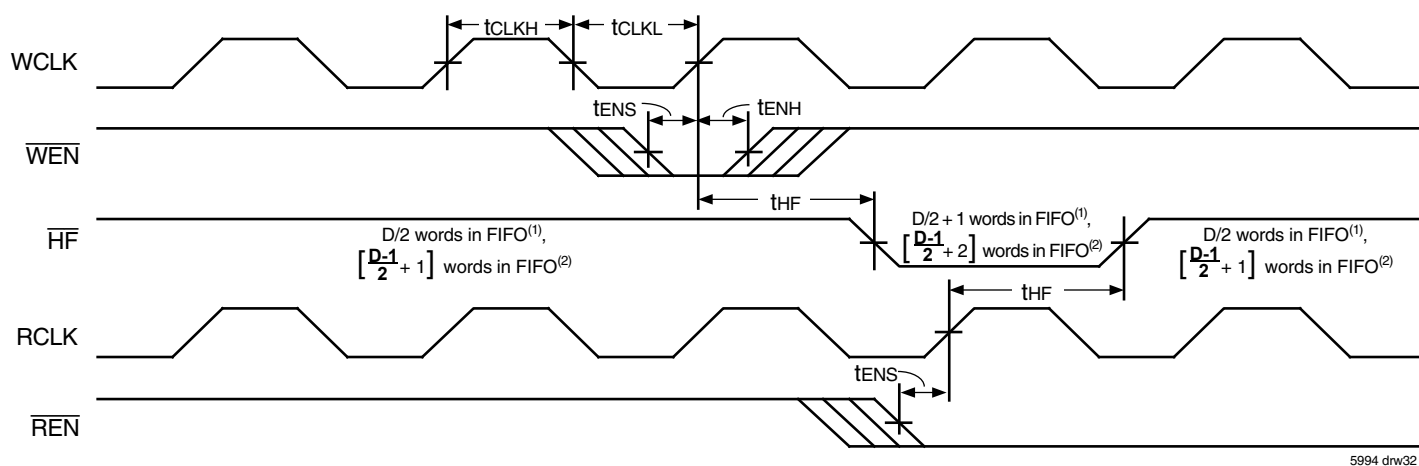 tCLKH tCLKL
WCLK
tENS tENH
WEN
tHF
HF
D/2 words in FIFO(1),
[D-1/2 + 1] words in FIFO(2)
D/2 + 1 words in FIFO(1),
[D-1/2 + 2] words in FIFO(2)
D/2 words in FIFO(1),
[D-1/2 + 1] words in FIFO(2)
tHF
RCLK
tENS
REN
5994 drw32